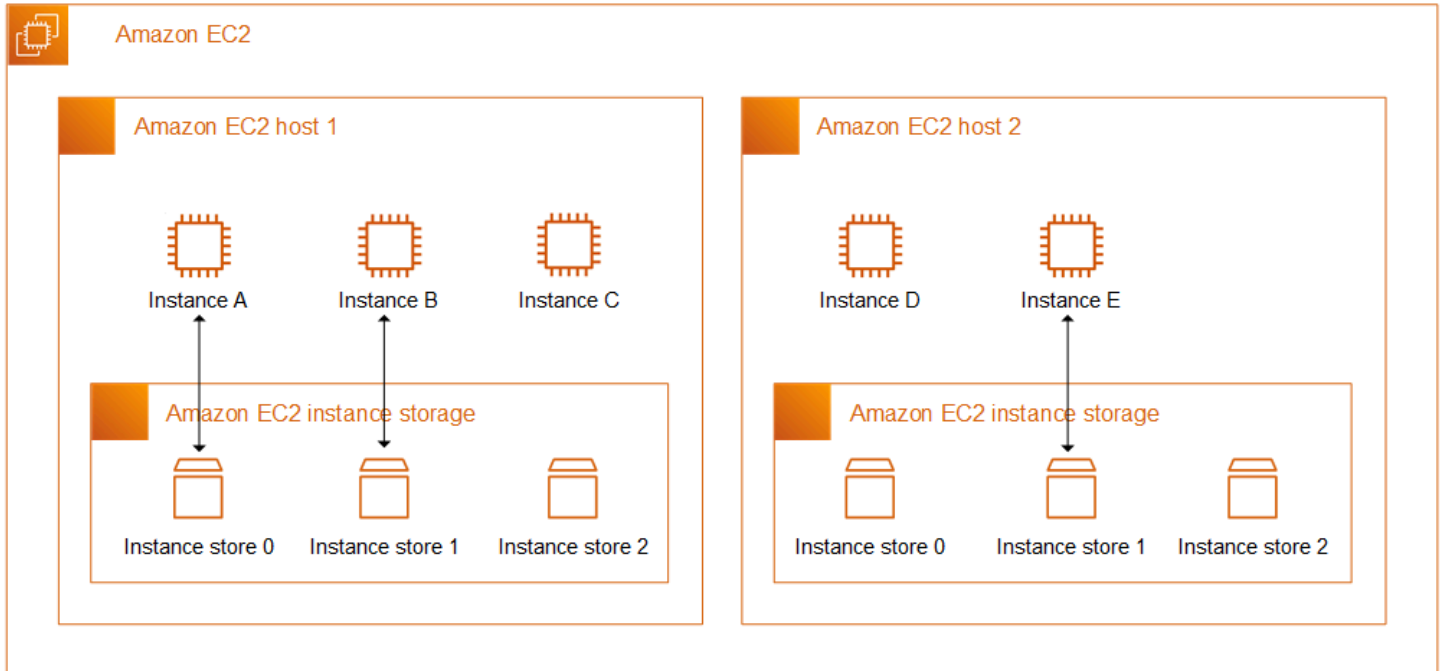 Amazon EC2
Amazon EC2 host 1
Amazon EC2 host 2
Instance A
Instance B
Instance C
Instance D
Instance E
Amazon EC2 instance storage
Amazon EC2 instance storage
Instance store 0
Instance store 1
Instance store 2
Instance store 0
Instance store 1
Instance store 2